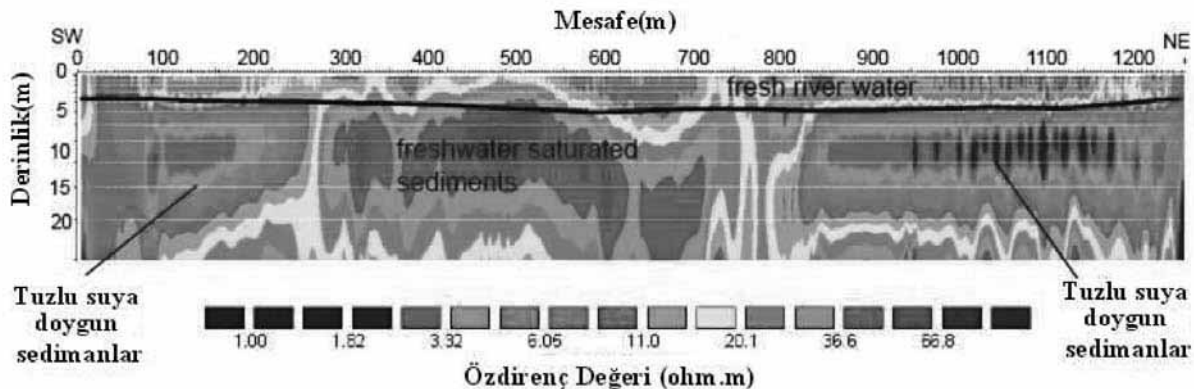 Mesafe(m)
SW
NE
0 100 200 300 400 500 600 700 800 900 1000 1100 1200
Derinlik(m)
0
5
10
15
20
fresh river water
freshwater saturated
sediments
Tuzlu suya
doygun
sedimanlar
Tuzlu suya
doygun
sedimanlar
1.00 1.82 3.32 6.05 11.0 20.1 36.6 66.8
Özdirenç Değeri (ohm.m)